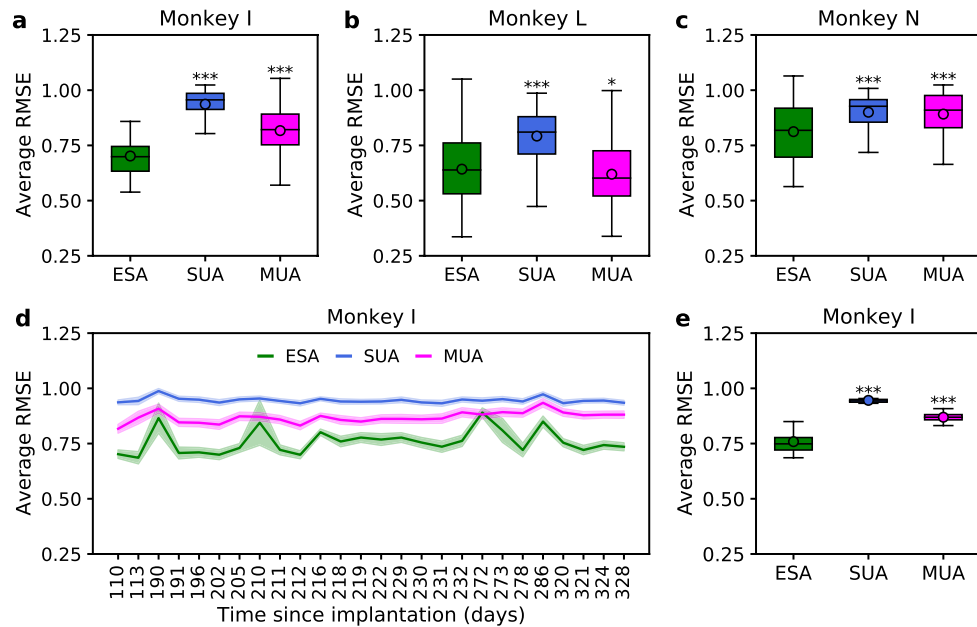 a Monkey I
Average RMSE
1.25
1.00
0.75
0.50
0.25
*** ***
ESA SUA MUA
b Monkey L
Average RMSE
1.25
1.00
0.75
0.50
0.25
*** *
ESA SUA MUA
c Monkey N
Average RMSE
1.25
1.00
0.75
0.50
0.25
*** ***
ESA SUA MUA
d Monkey I
Average RMSE
1.25
1.00
0.75
0.50
0.25
ESA SUA MUA
110 113 190 191 196 202 205 210 211 212 216 218 219 222 229 230 231 232 272 273 278 286 320 321 324 328
Time since implantation (days)
e Monkey I
Average RMSE
1.25
1.00
0.75
0.50
0.25
*** ***
ESA SUA MUA